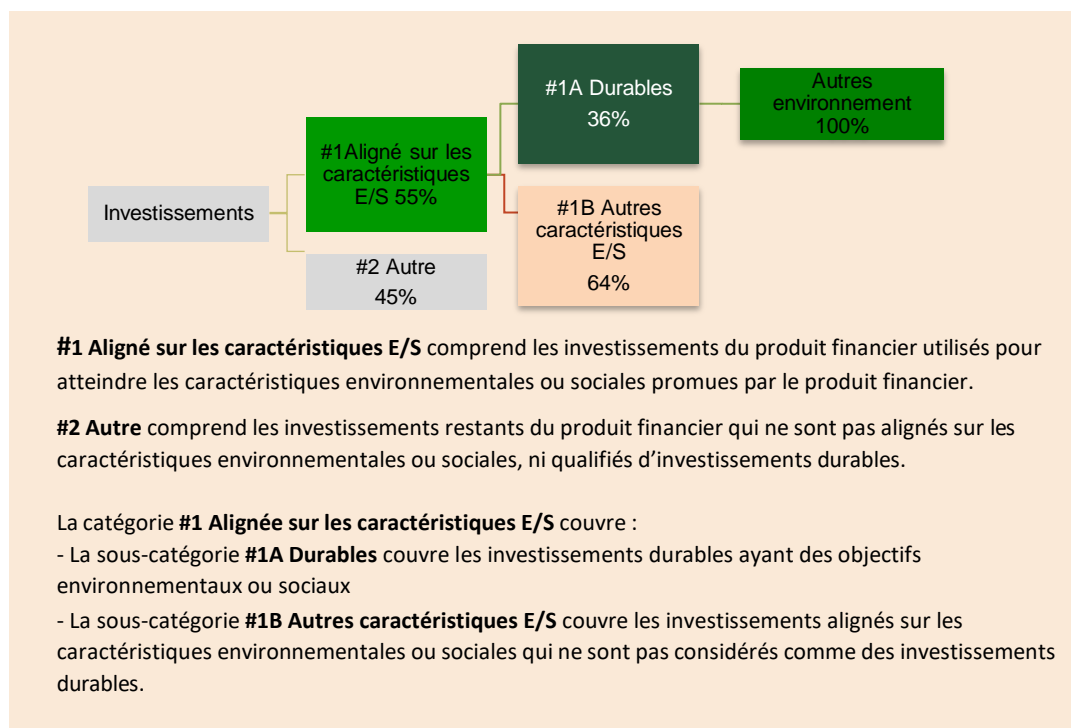 #1A Durables
36%
Autres
environnement
100%
#1Aligné sur les
caractéristiques
E/S 55%
Investissements
#1B Autres
caractéristiques
E/S
64%
#2 Autre
45%
#1 Aligné sur les caractéristiques E/S comprend les investissements du produit financier utilisés pour
atteindre les caractéristiques environnementales ou sociales promues par le produit financier.
#2 Autre comprend les investissements restants du produit financier qui ne sont pas alignés sur les
caractéristiques environnementales ou sociales, ni qualifiés d’investissements durables.
La catégorie #1 Alignée sur les caractéristiques E/S couvre :
- La sous-catégorie #1A Durables couvre les investissements durables ayant des objectifs
environnementaux ou sociaux
- La sous-catégorie #1B Autres caractéristiques E/S couvre les investissements alignés sur les
caractéristiques environnementales ou sociales qui ne sont pas considérés comme des investissements
durables.